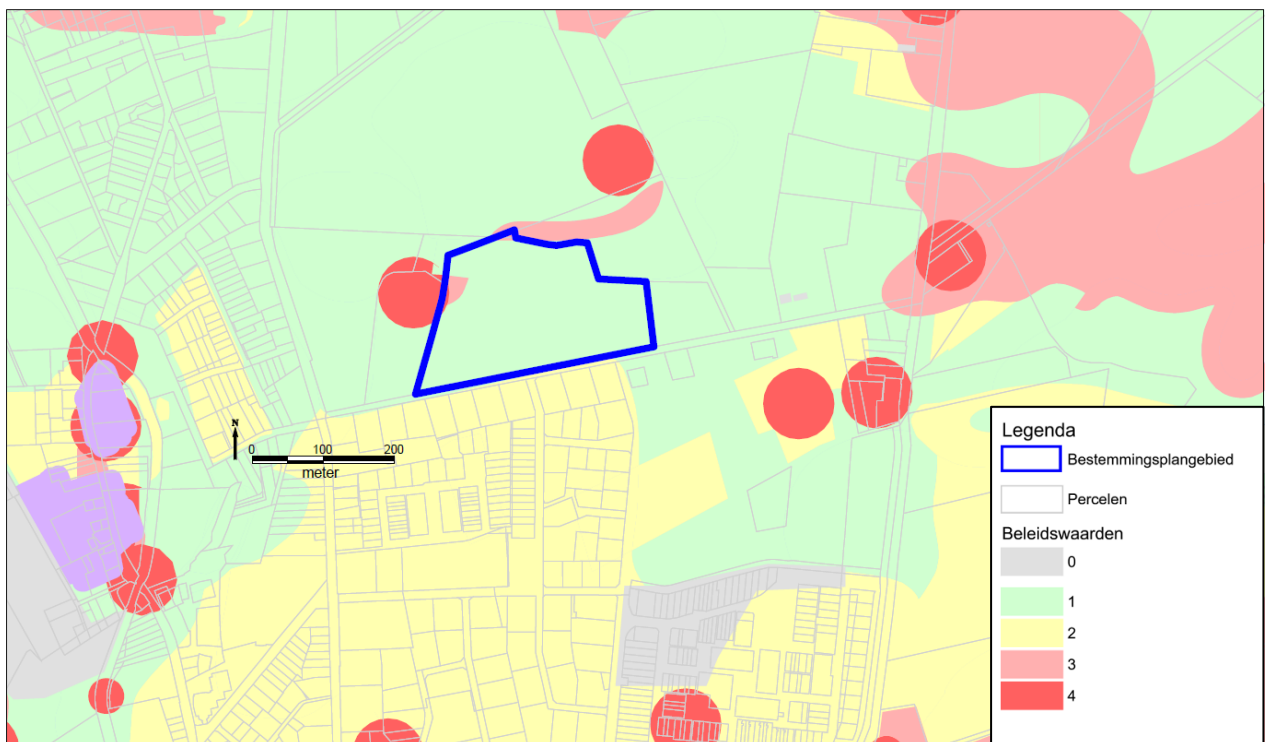 N
0 100 200
meter
Legenda
Bestemmingsplangebied
Percelen
Beleidswaarden
0
1
2
3
4